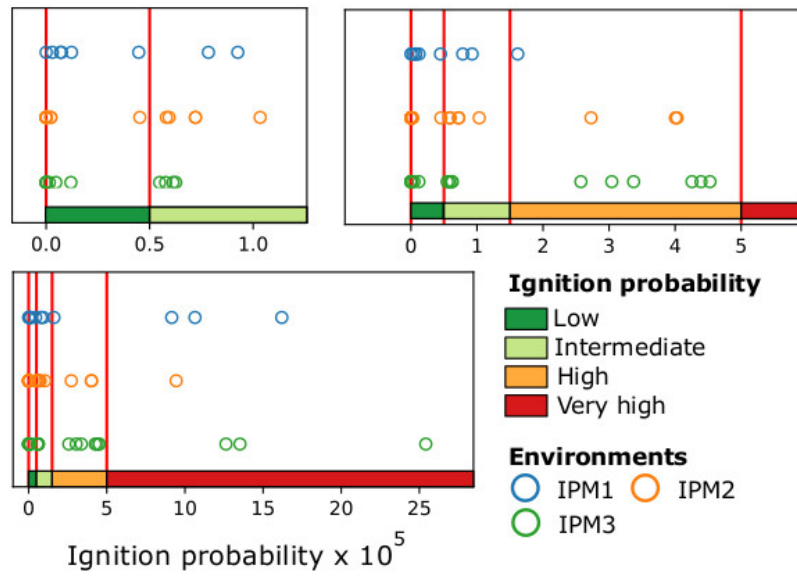 0.0 0.5 1.0
0 1 2 3 4 5
0 5 10 15 20 25
Ignition probability x 10^5
Ignition probability
Low
Intermediate
High
Very high
Environments
IPM1 IPM2
IPM3